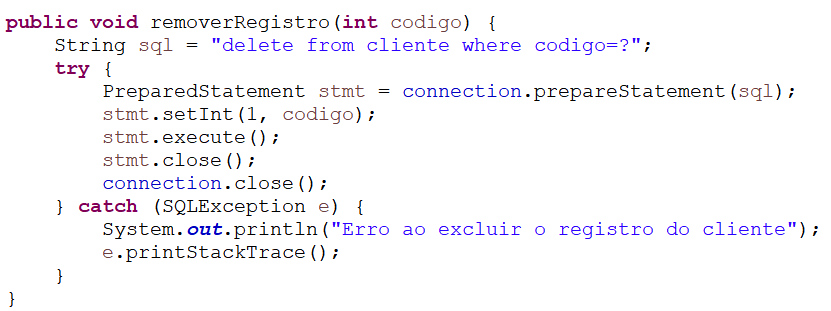 public void removerRegistro(int codigo) {
    String sql = "delete from cliente where codigo=?";
    try {
        PreparedStatement stmt = connection.prepareStatement(sql);
        stmt.setInt(1, codigo);
        stmt.execute();
        stmt.close();
        connection.close();
    } catch (SQLException e) {
        System.out.println("Erro ao excluir o registro do cliente");
        e.printStackTrace();
    }
}